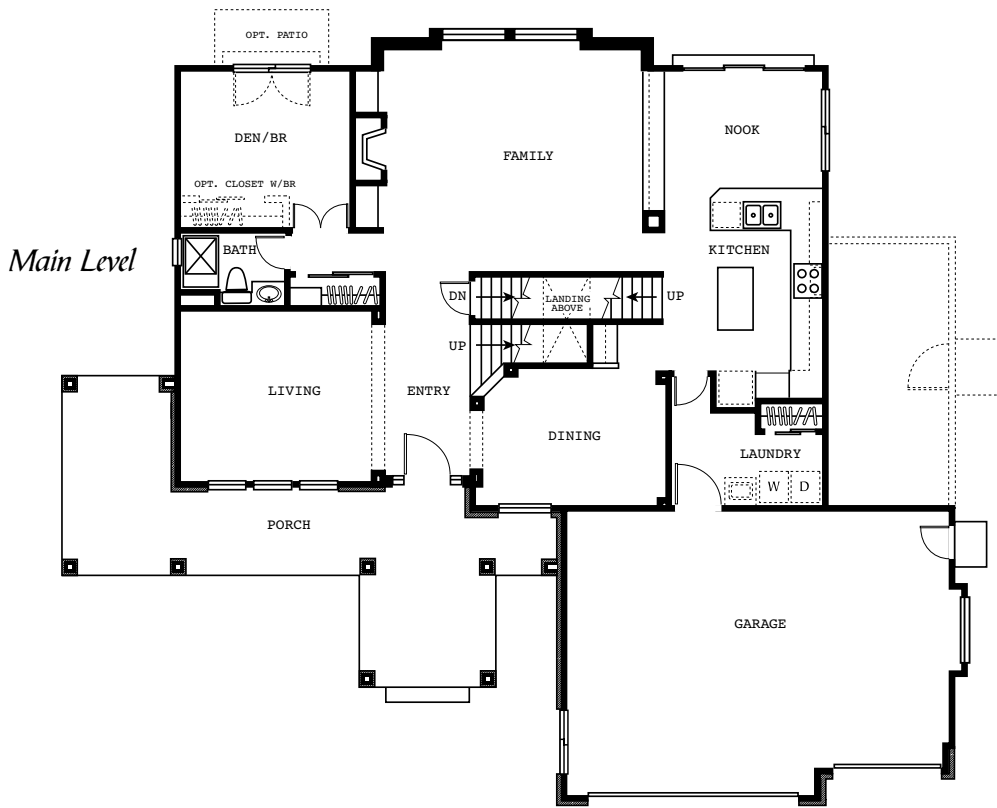 OPT. PATIO
DEN/BR
NOOK
FAMILY
OPT. CLOSET W/BR
BATH
KITCHEN
Main Level
DN
LANDING
ABOVE
UP
UP
LIVING
ENTRY
DINING
LAUNDRY
W
D
PORCH
GARAGE